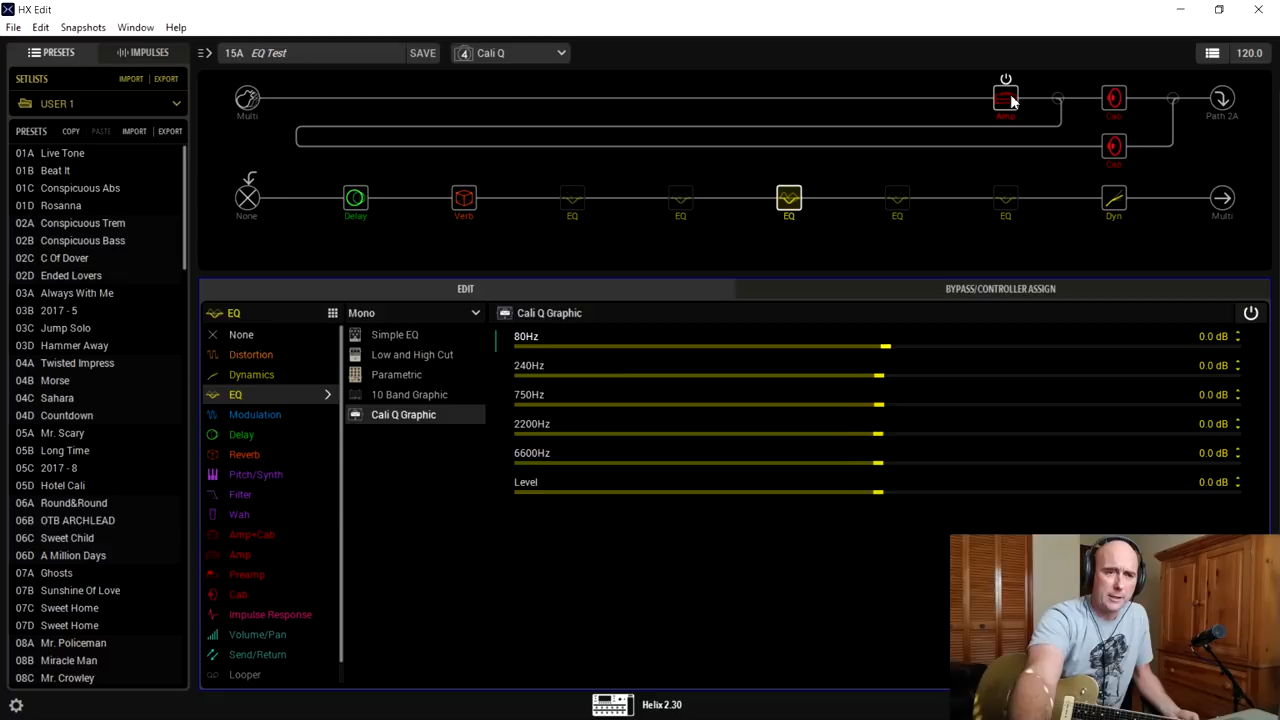 HX Edit
File Edit Snapshots Window Help
PRESETS IMPULSES
15A EQ Test SAVE
4 Cali Q
120.0
SETLISTS IMPORT EXPORT
USER 1
PRESETS COPY PASTE IMPORT EXPORT
01A Live Tone
01B Beat It
01C Conspicuous Abs
01D Rosanna
02A Conspicuous Trem
02B Conspicuous Bass
02C C Of Dover
02D Ended Lovers
03A Always With Me
03B 2017 - 5
03C Jump Solo
03D Hammer Away
04A Twisted Impress
04B Morse
04C Sahara
04D Countdown
05A Mr. Scary
05B Long Time
05C 2017 - 8
05D Hotel Cali
06A Round&Round
06B OTB ARCHLEAD
06C Sweet Child
06D A Million Days
07A Ghosts
07B Sunshine Of Love
07C Sweet Home
07D Sweet Home
08A Mr. Policeman
08B Miracle Man
08C Mr. Crowley
Multi Amp Cab Path 2A
Cab
None Delay Verb EQ EQ EQ EQ EQ Dyn Multi
EDIT BYPASS/CONTROLLER ASSIGN
EQ
None
Distortion
Dynamics
EQ
Modulation
Delay
Reverb
Pitch/Synth
Filter
Wah
Amp+Cab
Amp
Preamp
Cab
Impulse Response
Volume/Pan
Send/Return
Looper
Mono
Simple EQ
Low and High Cut
Parametric
10 Band Graphic
Cali Q Graphic
Cali Q Graphic
80Hz 0.0 dB
240Hz 0.0 dB
750Hz 0.0 dB
2200Hz 0.0 dB
6600Hz 0.0 dB
Level 0.0 dB
Helix 2.30